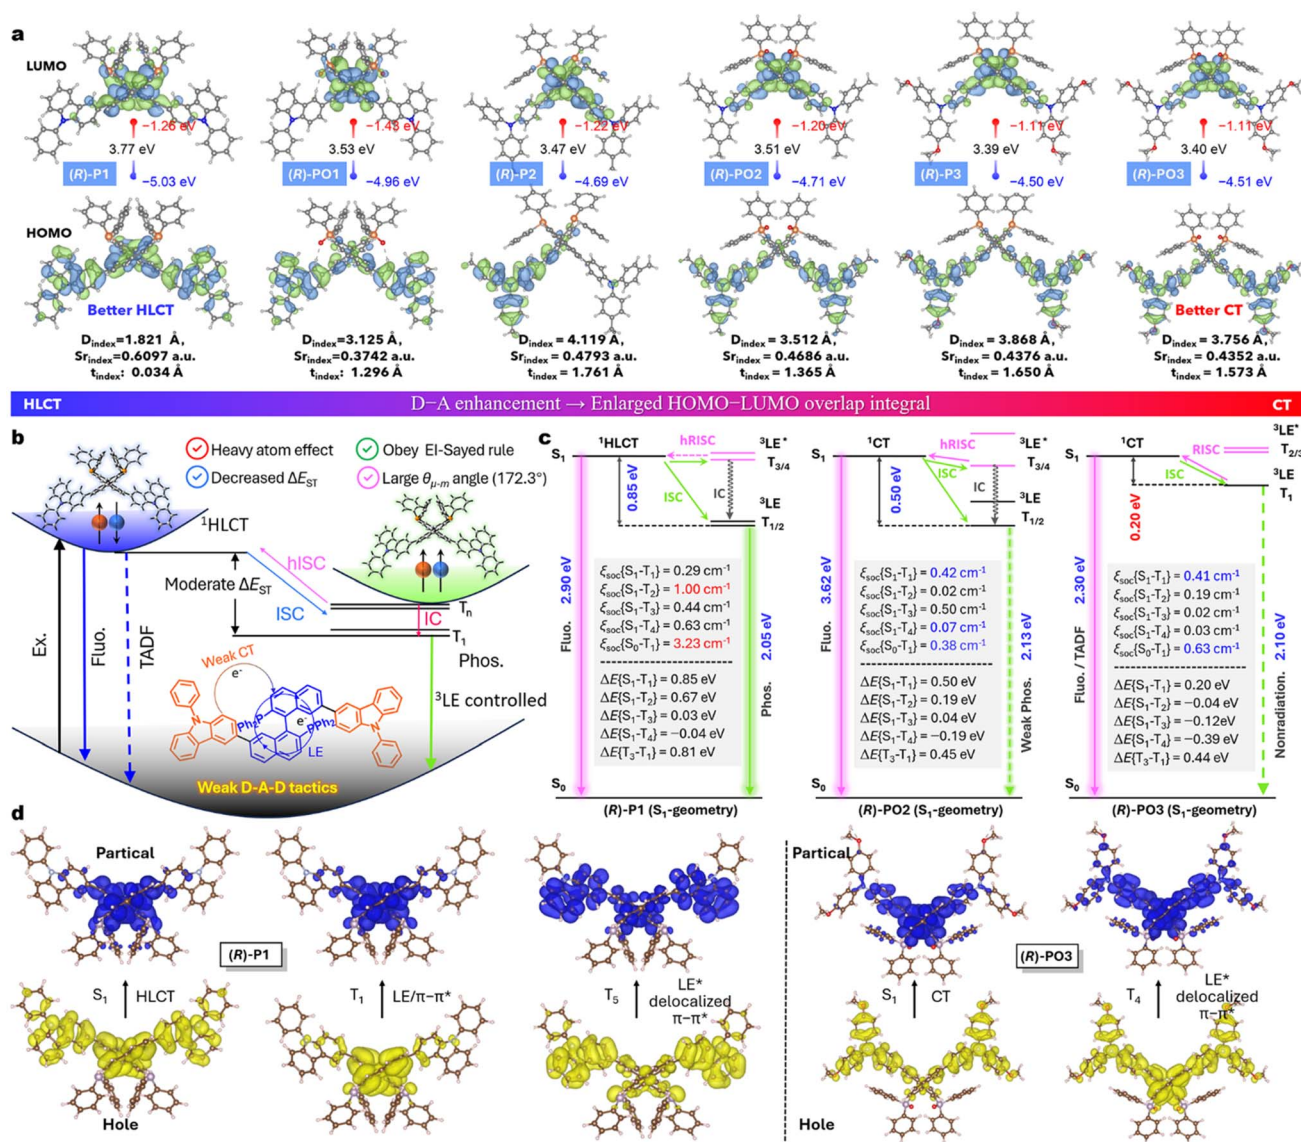 a
LUMO
−1.26 eV
−1.43 eV
−1.22 eV
−1.20 eV
−1.11 eV
−1.11 eV
3.77 eV
3.53 eV
3.47 eV
3.51 eV
3.39 eV
3.40 eV
(R)-P1
(R)-PO1
(R)-P2
(R)-PO2
(R)-P3
(R)-PO3
−5.03 eV
−4.96 eV
−4.69 eV
−4.71 eV
−4.50 eV
−4.51 eV
HOMO
Better HLCT
Better CT
Dindex=1.821 Å,
Srindex=0.6097 a.u.
tindex: 0.034 Å
Dindex=3.125 Å,
Srindex=0.3742 a.u.
tindex: 1.296 Å
Dindex = 4.119 Å,
Srindex = 0.4793 a.u.
tindex = 1.761 Å
Dindex = 3.512 Å,
Srindex = 0.4686 a.u.
tindex = 1.365 Å
Dindex = 3.868 Å,
Srindex = 0.4376 a.u.
tindex = 1.650 Å
Dindex = 3.756 Å
Srindex = 0.4352 a.u.
tindex = 1.573 Å
HLCT D−A enhancement → Enlarged HOMO−LUMO overlap integral CT
b
Heavy atom effect
Obey El-Sayed rule
Decreased ΔEST
Large θμ-m angle (172.3°)
¹HLCT
hISC
Moderate ΔEST
ISC
Tn
IC
T₁
Ex.
Fluo.
TADF
Phos.
Weak CT
e⁻
³LE controlled
Ph₂P
PPh₂
e⁻
N
N
LE
Weak D-A-D tactics
c
¹HLCT
hRISC
³LE*
S₁
T3/4
0.85 eV
ISC
IC
³LE
T1/2
2.90 eV
Fluo.
ξsoc{S₁-T₁} = 0.29 cm⁻¹
ξsoc{S₁-T₂} = 1.00 cm⁻¹
ξsoc{S₁-T₃} = 0.44 cm⁻¹
ξsoc{S₁-T₄} = 0.63 cm⁻¹
ξsoc{S₀-T₁} = 3.23 cm⁻¹
ΔE{S₁-T₁} = 0.85 eV
ΔE{S₁-T₂} = 0.67 eV
ΔE{S₁-T₃} = 0.03 eV
ΔE{S₁-T₄} = −0.04 eV
ΔE{T₃-T₁} = 0.81 eV
2.05 eV
Phos.
S₀
(R)-P1 (S₁-geometry)
¹CT
hRISC
³LE*
S₁
T3/4
0.50 eV
ISC
IC
³LE
T1/2
3.62 eV
Fluo.
ξsoc{S₁-T₁} = 0.42 cm⁻¹
ξsoc{S₁-T₂} = 0.02 cm⁻¹
ξsoc{S₁-T₃} = 0.50 cm⁻¹
ξsoc{S₁-T₄} = 0.07 cm⁻¹
ξsoc{S₀-T₁} = 0.38 cm⁻¹
ΔE{S₁-T₁} = 0.50 eV
ΔE{S₁-T₂} = 0.19 eV
ΔE{S₁-T₃} = 0.04 eV
ΔE{S₁-T₄} = −0.19 eV
ΔE{T₃-T₁} = 0.45 eV
2.13 eV
Weak Phos.
S₀
(R)-PO2 (S₁-geometry)
³LE*
¹CT
RISC
T2/3
S₁
ISC
³LE
T₁
0.20 eV
2.30 eV
Fluo. / TADF
ξsoc{S₁-T₁} = 0.41 cm⁻¹
ξsoc{S₁-T₂} = 0.19 cm⁻¹
ξsoc{S₁-T₃} = 0.02 cm⁻¹
ξsoc{S₁-T₄} = 0.03 cm⁻¹
ξsoc{S₀-T₁} = 0.63 cm⁻¹
ΔE{S₁-T₁} = 0.20 eV
ΔE{S₁-T₂} = −0.04 eV
ΔE{S₁-T₃} = −0.12eV
ΔE{S₁-T₄} = −0.39 eV
ΔE{T₃-T₁} = 0.44 eV
2.10 eV
Nonradiation.
S₀
(R)-PO3 (S₁-geometry)
d
Partical
Partical
(R)-P1
(R)-PO3
S₁ HLCT
T₁ LE/π−π*
T₅ LE*
delocalized
π−π*
S₁ CT
T₄ LE*
delocalized
π−π*
Hole
Hole